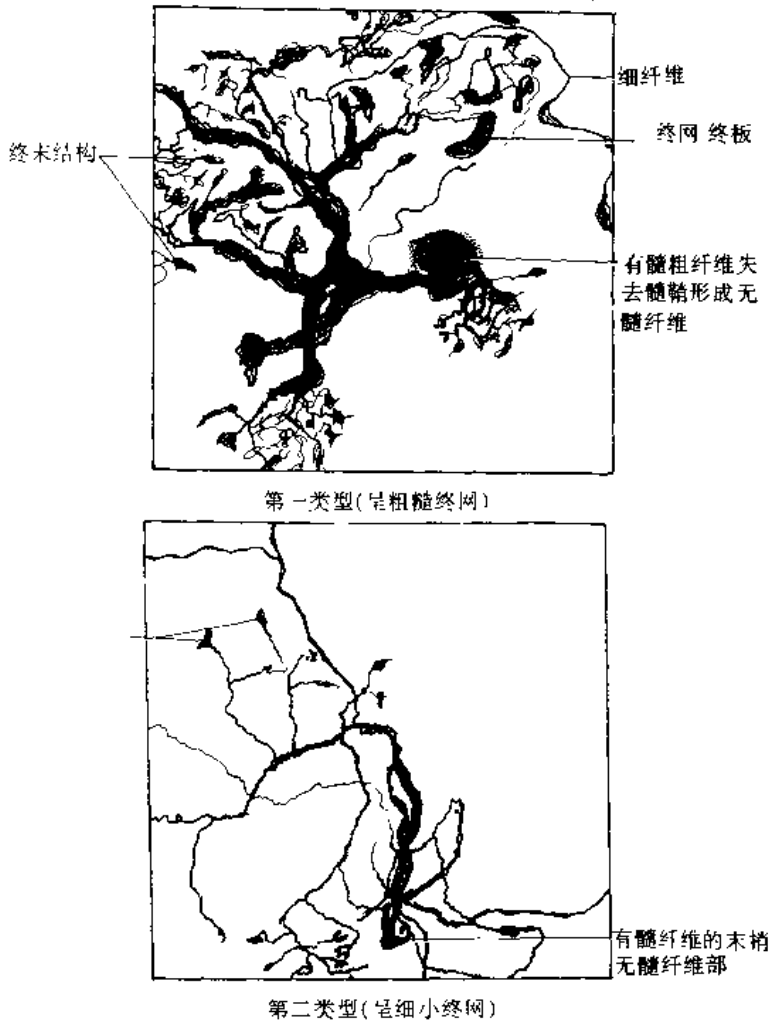 细纤维
终网 终板
终末结构
有髓粗纤维失
去髓鞘形成无
髓纤维
第一类型(呈粗糙终网)
有髓纤维的末梢
无髓纤维部
第二类型(呈细小终网)